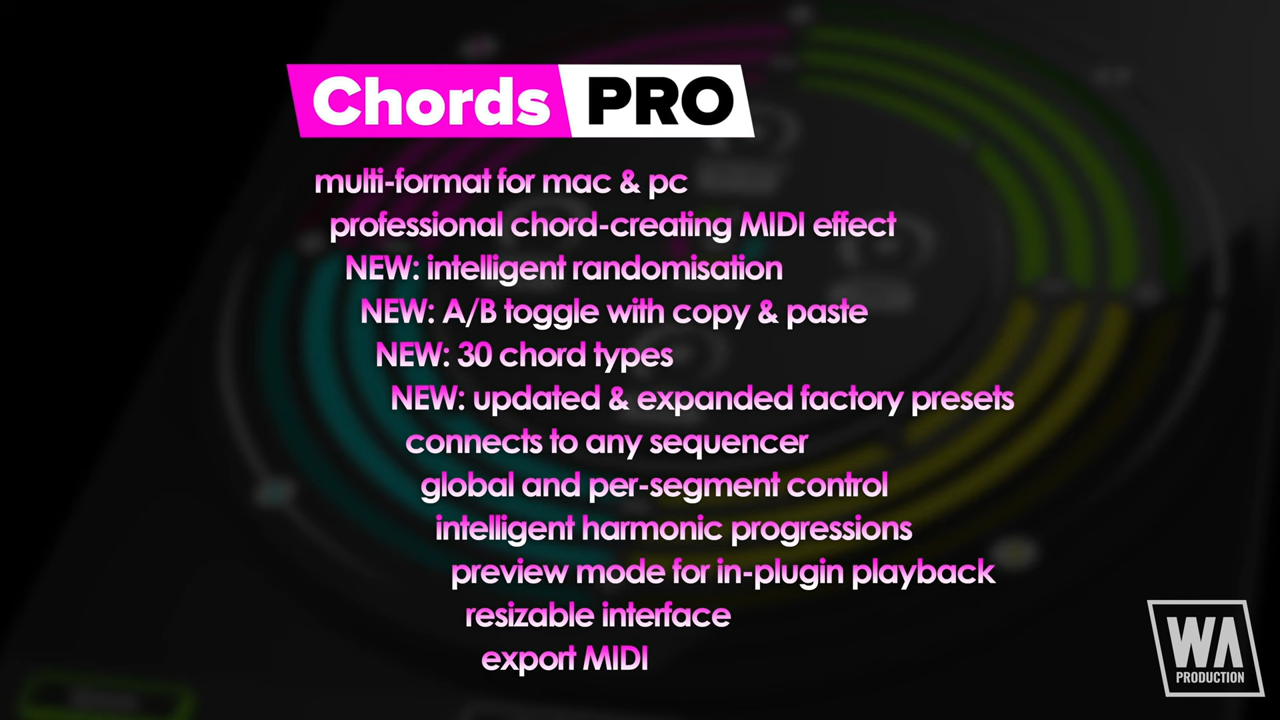 Chords PRO
multi-format for mac & pc
professional chord-creating MIDI effect
NEW: intelligent randomisation
NEW: A/B toggle with copy & paste
NEW: 30 chord types
NEW: updated & expanded factory presets
connects to any sequencer
global and per-segment control
intelligent harmonic progressions
preview mode for in-plugin playback
resizable interface
export MIDI
WA
PRODUCTION